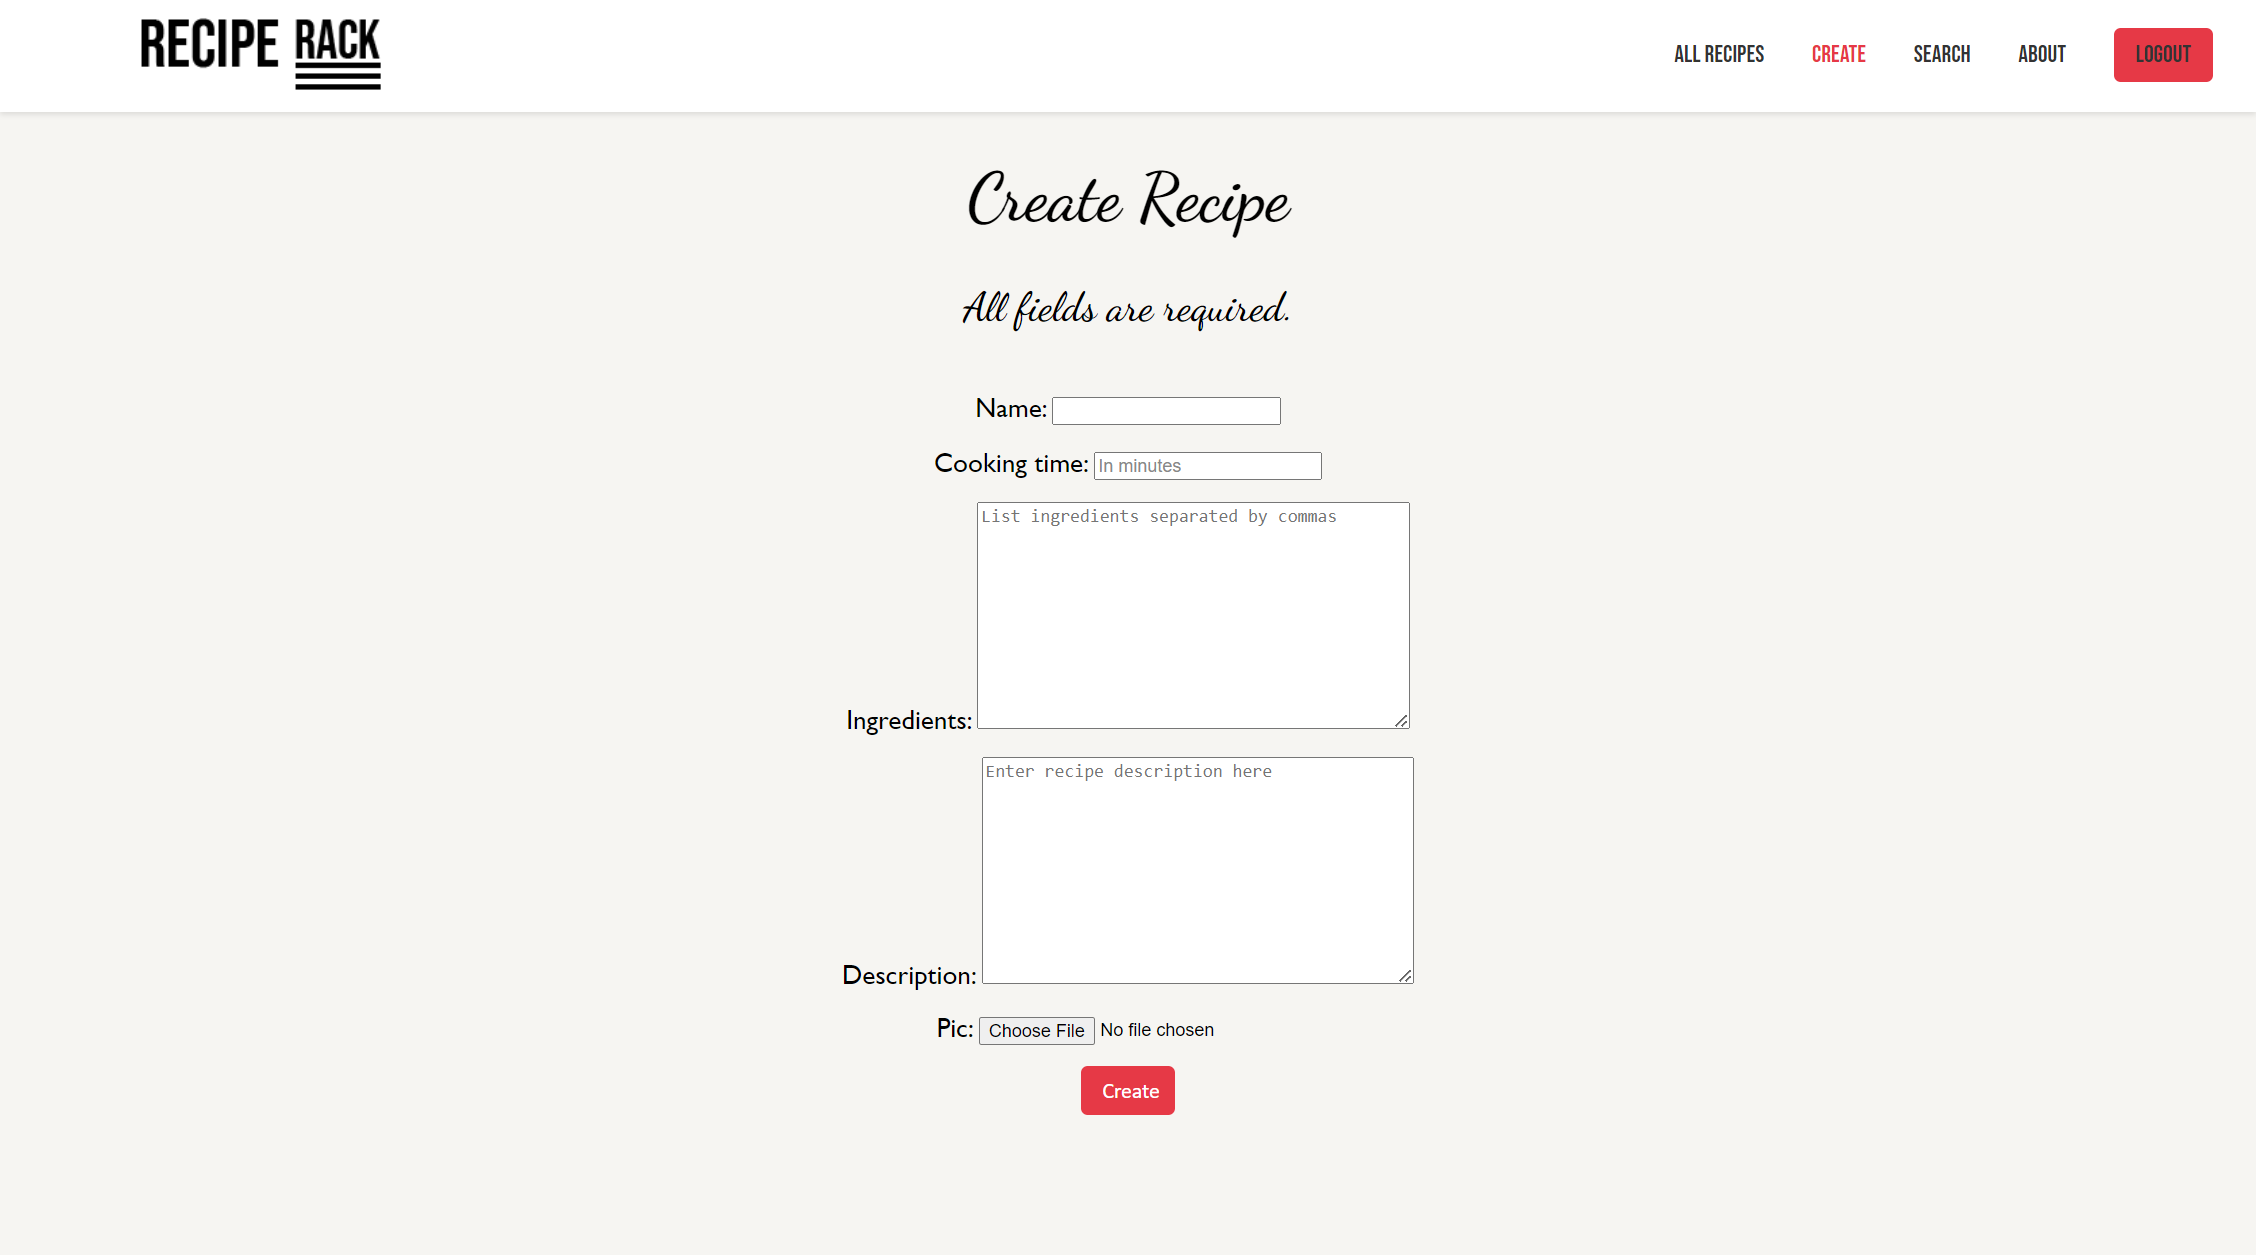 RECIPE RACK
ALL RECIPES CREATE SEARCH ABOUT LOGOUT
Create Recipe
All fields are required.
Name:
Cooking time: In minutes
List ingredients separated by commas
Ingredients:
Enter recipe description here
Description:
Pic: Choose File No file chosen
Create